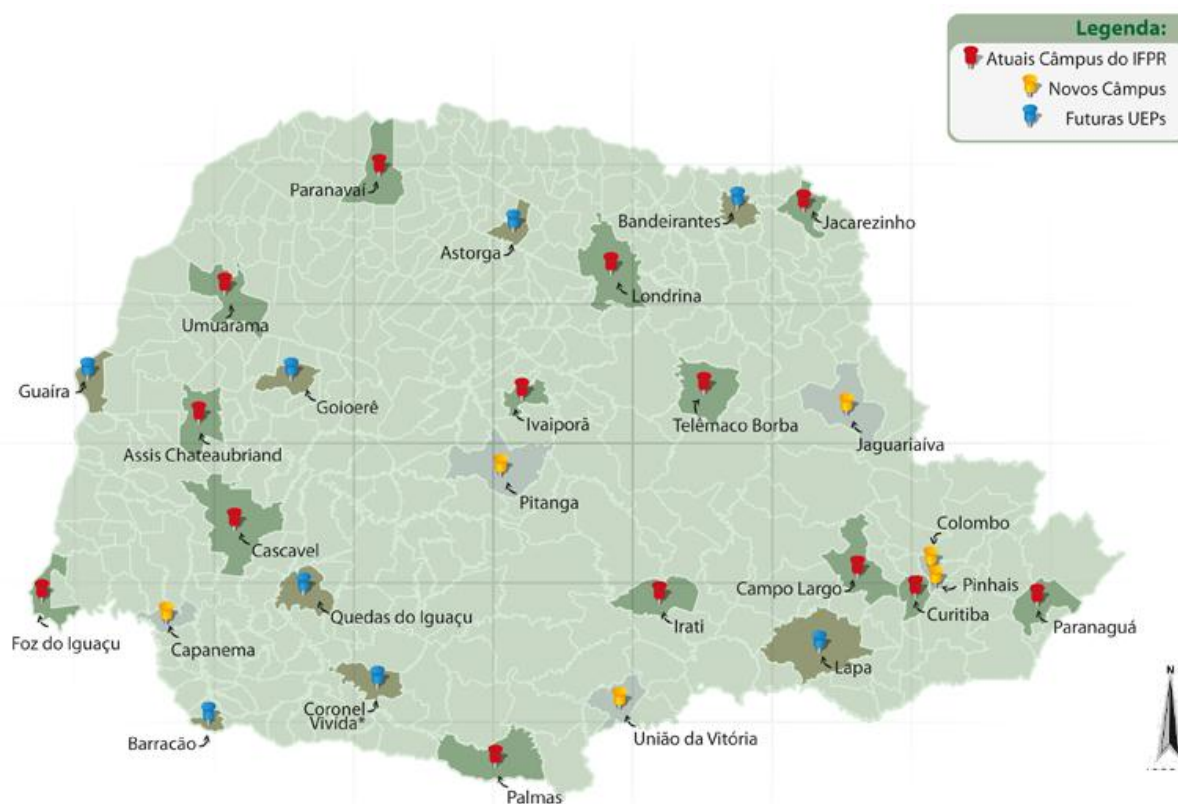 Legenda:
Atuais Câmpus do IFPR
Novos Câmpus
Futuras UEPs
Paranavaí
Bandeirantes
Jacarezinho
Astorga
Londrina
Umuarama
Guaíra
Goioerê
Ivaiporã
Telêmaco Borba
Jaguariaíva
Assis Chateaubriand
Pitanga
Colombo
Cascavel
Campo Largo
Pinhais
Quedas do Iguaçu
Curitiba
Irati
Paranaguá
Foz do Iguaçu
Capanema
Lapa
N
Coronel
Vivida*
União da Vitória
Barracão
Palmas